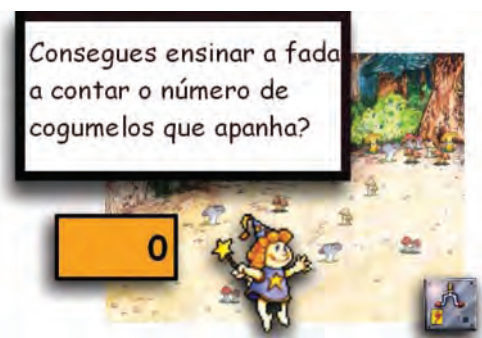 Consegues ensinar a fada
a contar o número de
cogumelos que apanha?
0